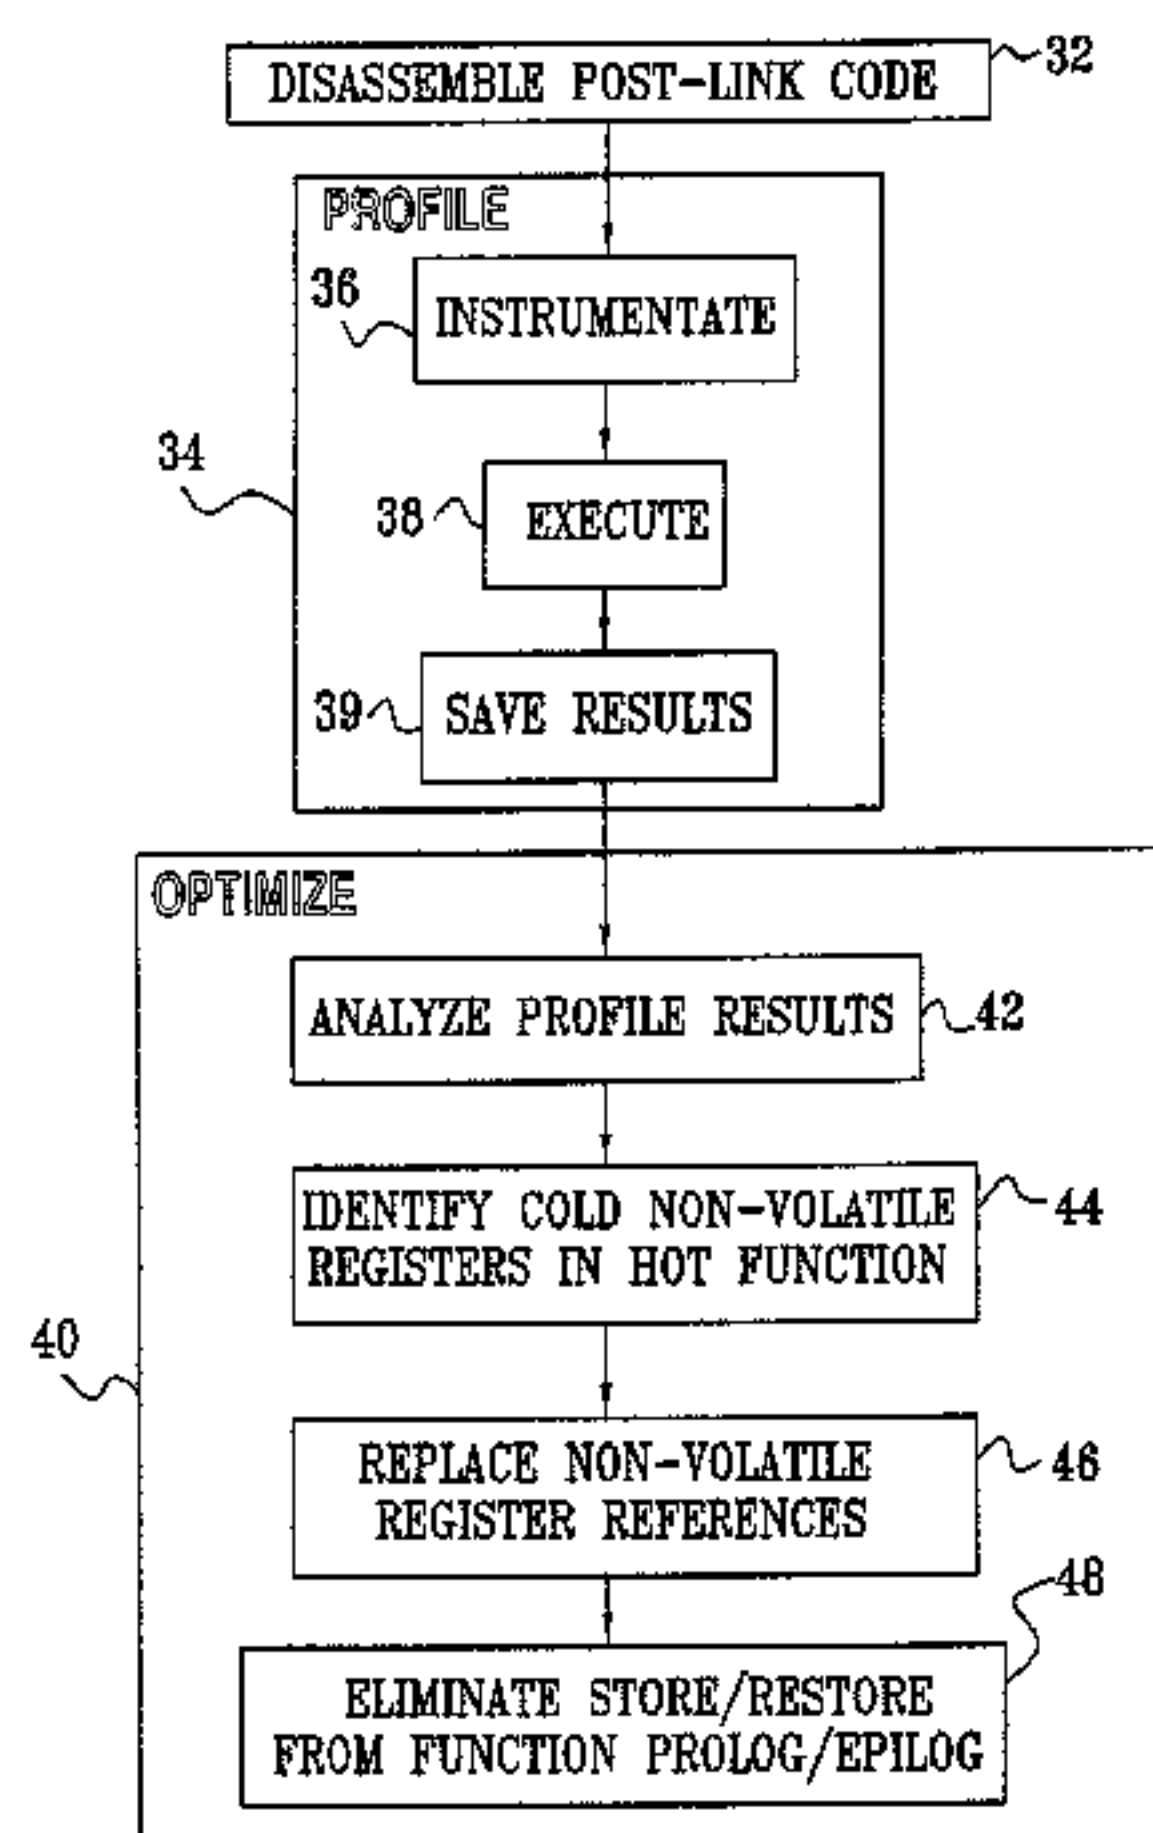 DISASSEMBLE POST-LINK CODE
32
PROFILE
36
INSTRUMENTATE
34
38
EXECUTE
39
SAVE RESULTS
OPTIMIZE
ANALYZE PROFILE RESULTS
42
IDENTIFY COLD NON-VOLATILE
REGISTERS IN HOT FUNCTION
44
40
REPLACE NON-VOLATILE
REGISTER REFERENCES
46
48
ELIMINATE STORE/RESTORE
FROM FUNCTION PROLOG/EPILOG